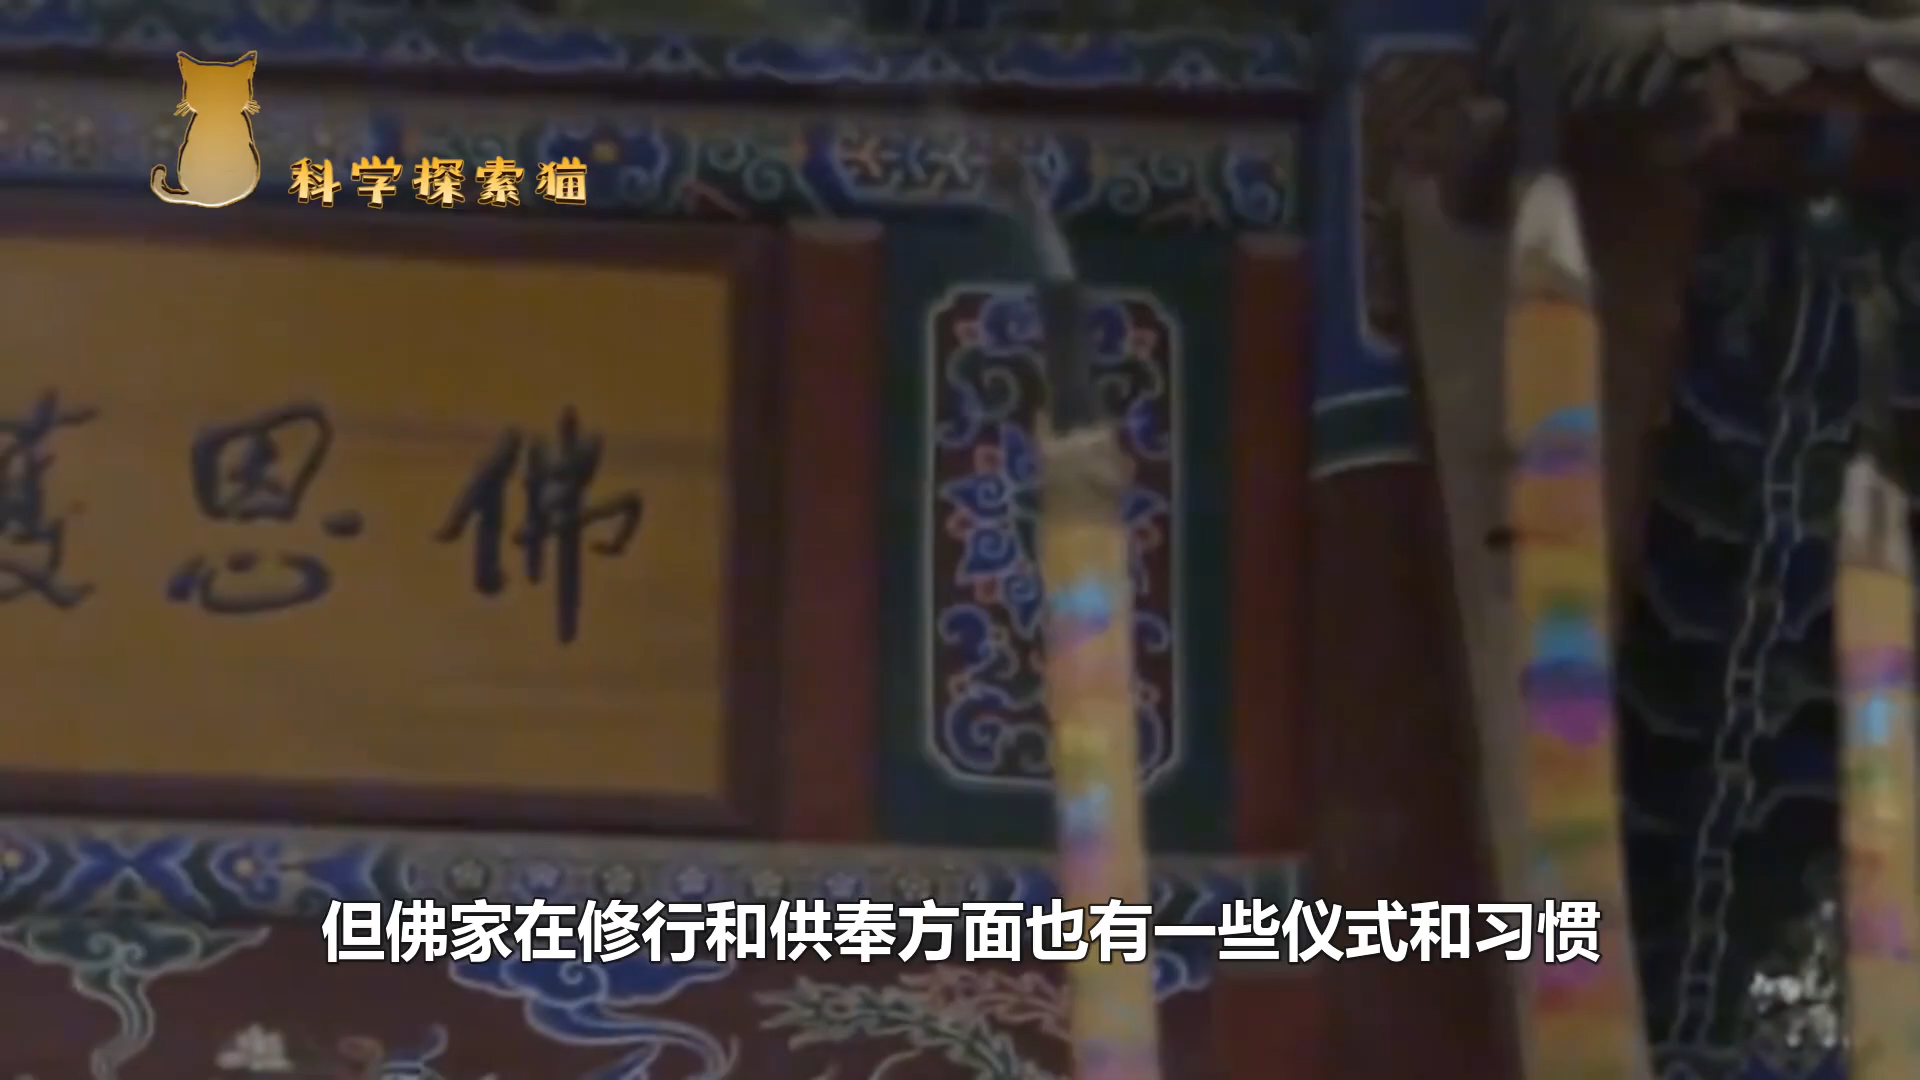 科学探索猫
佛恩
但佛家在修行和供奉方面也有一些仪式和习惯